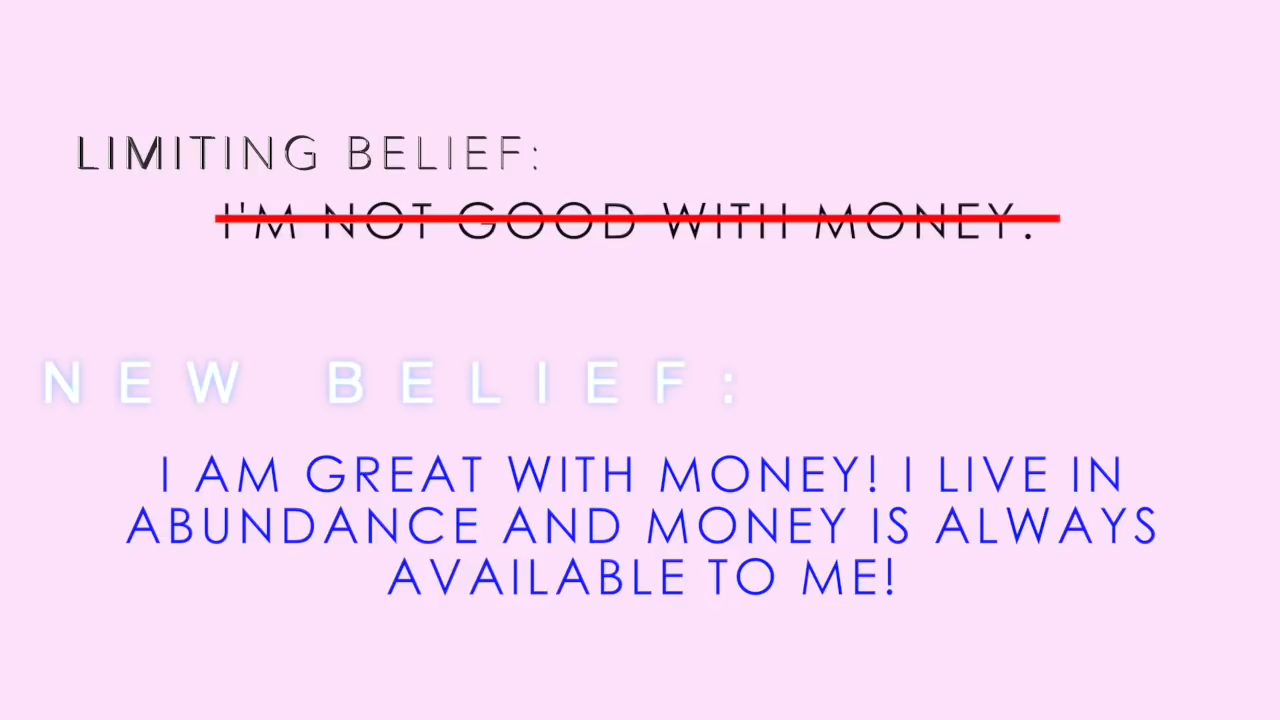 LIMITING BELIEF:
I'M NOT GOOD WITH MONEY.
NEW BELIEF:
I AM GREAT WITH MONEY! I LIVE IN
ABUNDANCE AND MONEY IS ALWAYS
AVAILABLE TO ME!